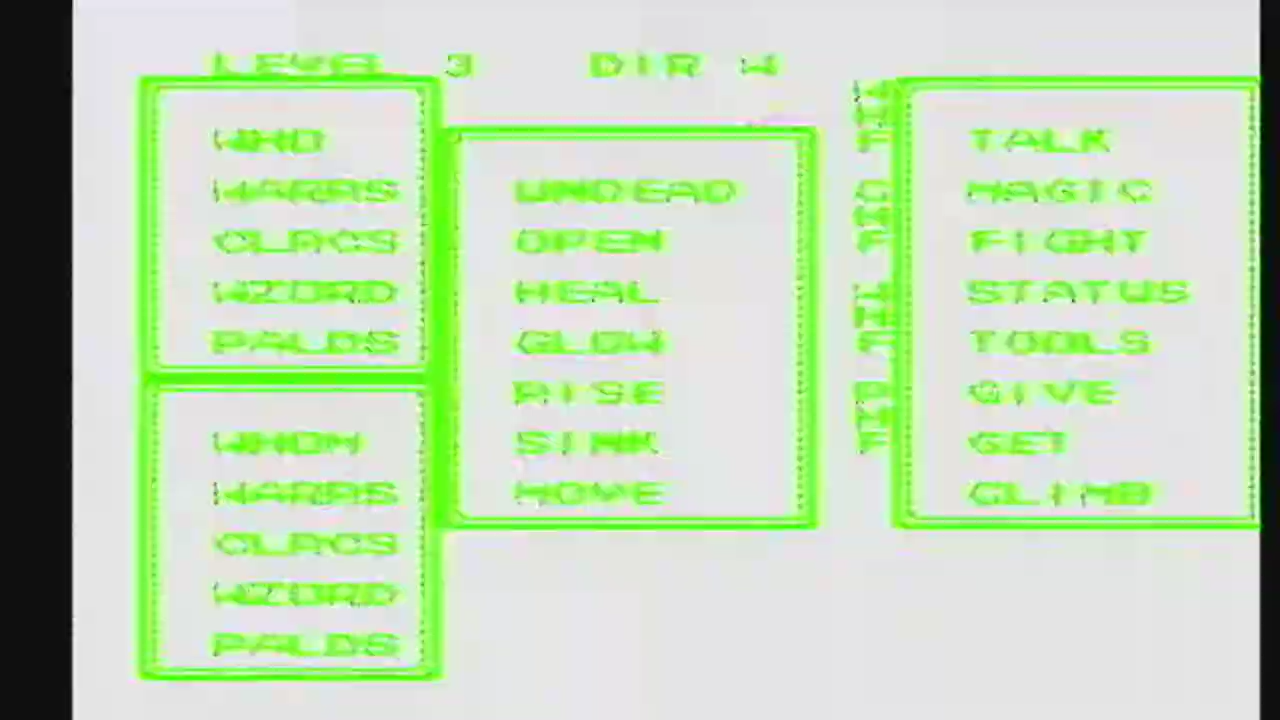 LEVEL 3 DIR W
WHO
WARRS
CLRCS
WZDRD
PALDS
WHOM
WARRS
CLRCS
WZDRD
PALDS
UNDEAD
OPEN
HEAL
GLOW
RISE
SINK
MOVE
TALK
MAGIC
FIGHT
STATUS
TOOLS
GIVE
GET
CLIMB